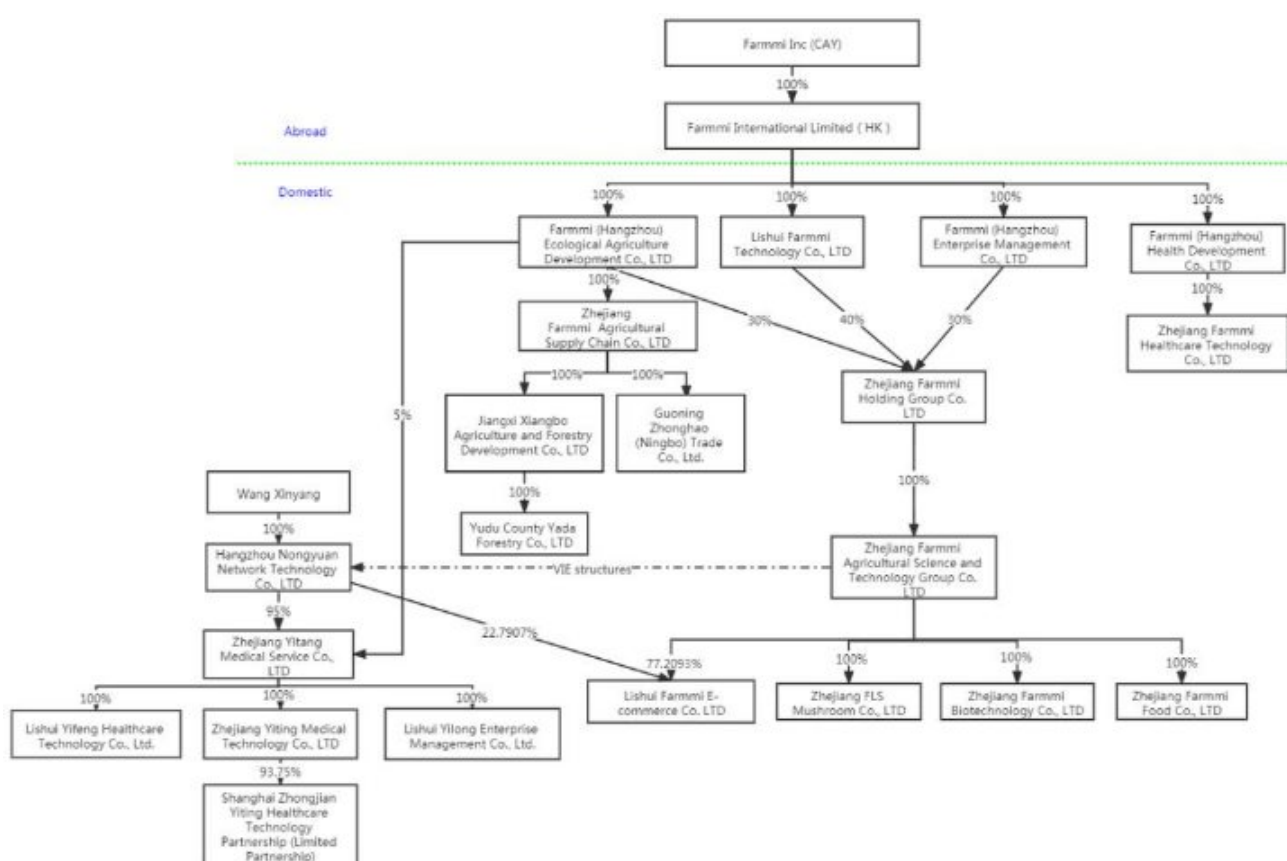 Farmmi Inc (CAY)
100%
Farmmi International Limited ( HK )
Abroad
Domestic
100%
100%
100%
100%
Farmmi (Hangzhou)
Ecological Agriculture
Development Co., LTD
Lishui Farmmi
Technology Co., LTD
Farmmi (Hangzhou)
Enterprise Management
Co., LTD
Farmmi (Hangzhou)
Health Development
Co., LTD
100%
100%
Zhejiang
Farmmi Agricultural
Supply Chain Co., LTD
30%
40%
30%
Zhejiang Farmmi
Healthcare Technology
Co., LTD
100%
100%
Zhejiang Farmmi
Holding Group Co.
LTD
5%
Jiangxi Xiangbo
Agriculture and Forestry
Development Co., LTD
Guoning
Zhonghao
(Ningbo) Trade
Co., Ltd.
100%
Wang Xinyang
100%
100%
Yudu County Yada
Forestry Co., LTD
Hangzhou Nongyuan
Network Technology
Co., LTD
VIE structures
Zhejiang Farmmi
Agricultural Science and
Technology Group Co.
LTD
95%
22.7907%
Zhejiang Yitang
Medical Service Co.,
LTD
77.2093%
100%
100%
100%
100%
100%
100%
Lishui Farmmi E-
commerce Co. LTD
Zhejiang FLS
Mushroom Co., LTD
Zhejiang Farmmi
Biotechnology Co., LTD
Zhejiang Farmmi
Food Co., LTD
Lishui Yifeng Healthcare
Technology Co., Ltd.
Zhejiang Yiting Medical
Technology Co., LTD
Lishui Yilong Enterprise
Management Co., Ltd.
93.75%
Shanghai Zhongjian
Yiting Healthcare
Technology
Partnership (Limited
Partnership)